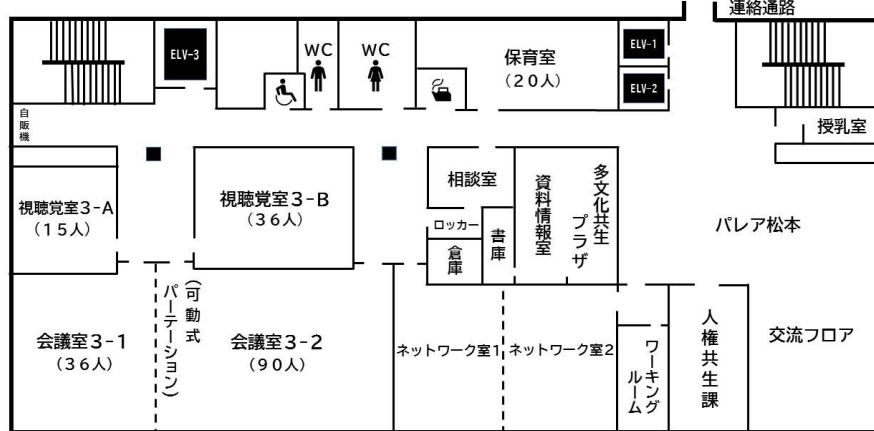 連絡通路
ELV-3
WC
WC
保育室
(20人)
ELV-1
ELV-2
自販機
授乳室
視聴覚室3-A
(15人)
視聴覚室3-B
(36人)
相談室
ロッカー
倉庫
書庫
資料情報室
多文化共生
プラザ
パレア松本
会議室3-1
(36人)
(可動式
パーテーション)
会議室3-2
(90人)
ネットワーク室1
ネットワーク室2
ワーキング
ルーム
人権共生課
交流フロア